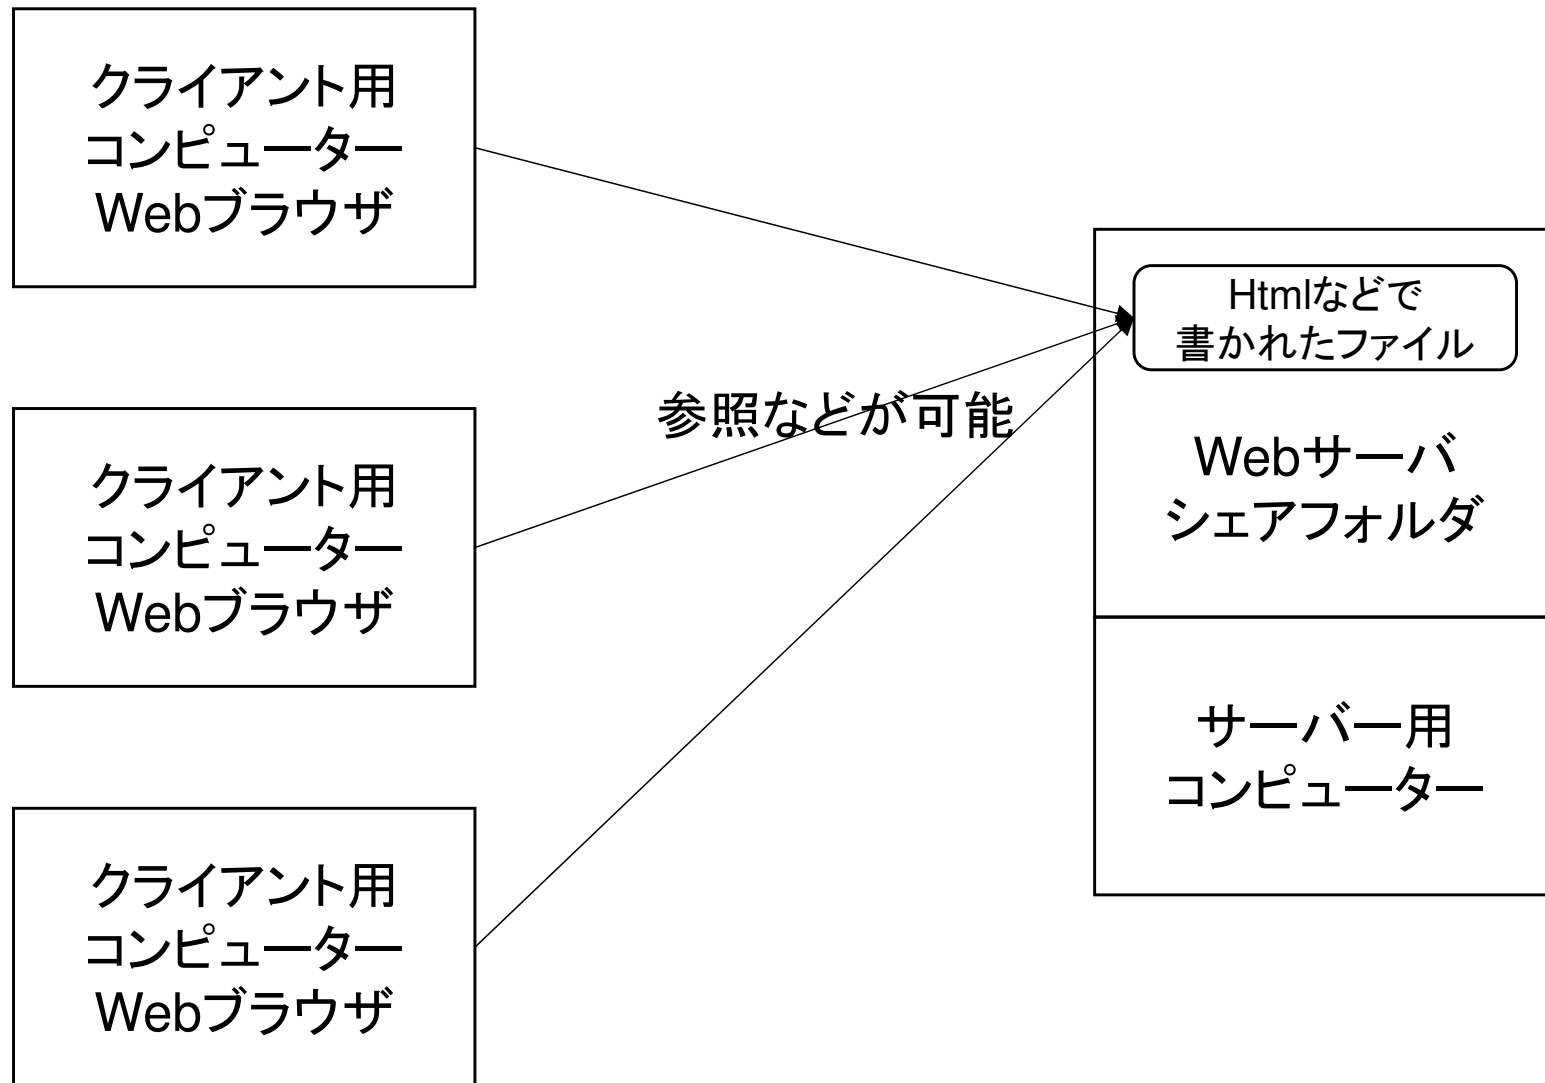 クライアント用
コンピューター
Webブラウザ
Htmlなどで
書かれたファイル
参照などが可能
Webサーバ
シェアフォルダ
クライアント用
コンピューター
Webブラウザ
サーバー用
コンピューター
クライアント用
コンピューター
Webブラウザ